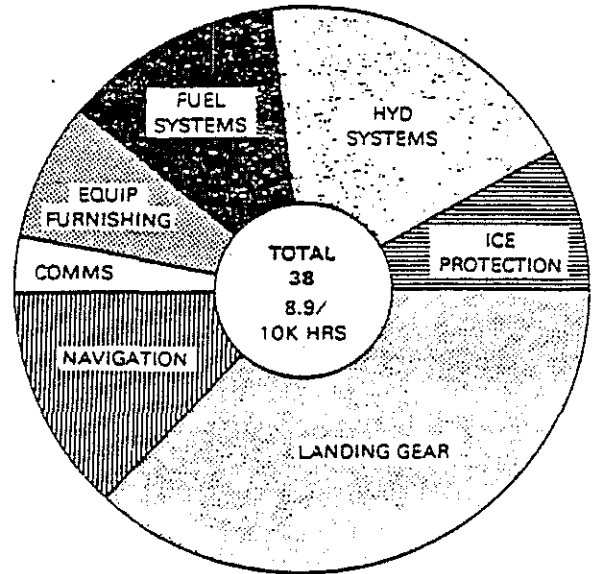 FUEL
SYSTEMS
HYD
SYSTEMS
EQUIP
FURNISHING
ICE
PROTECTION
COMMS
TOTAL
38
8.9/
10K HRS
NAVIGATION
LANDING GEAR